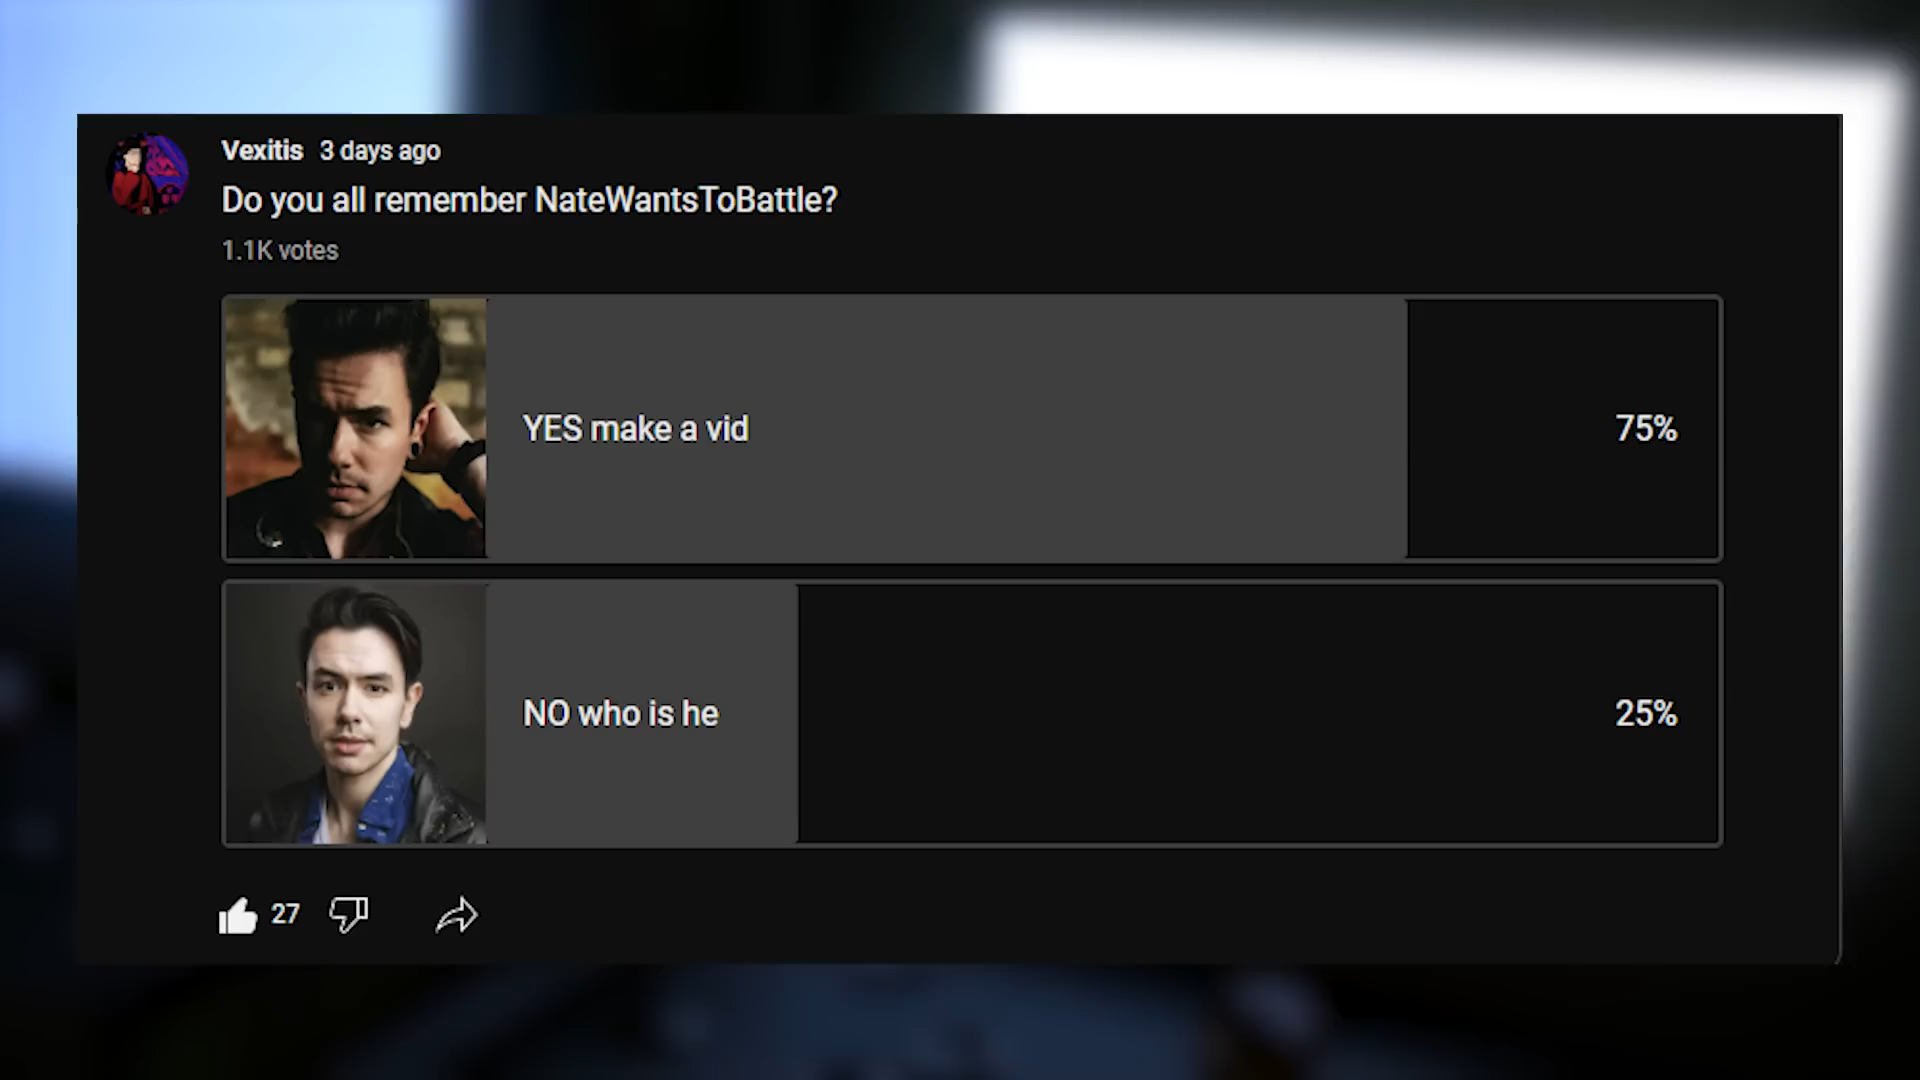 Vexitis 3 days ago
Do you all remember NateWantsToBattle?
1.1K votes
YES make a vid 75%
NO who is he 25%
27